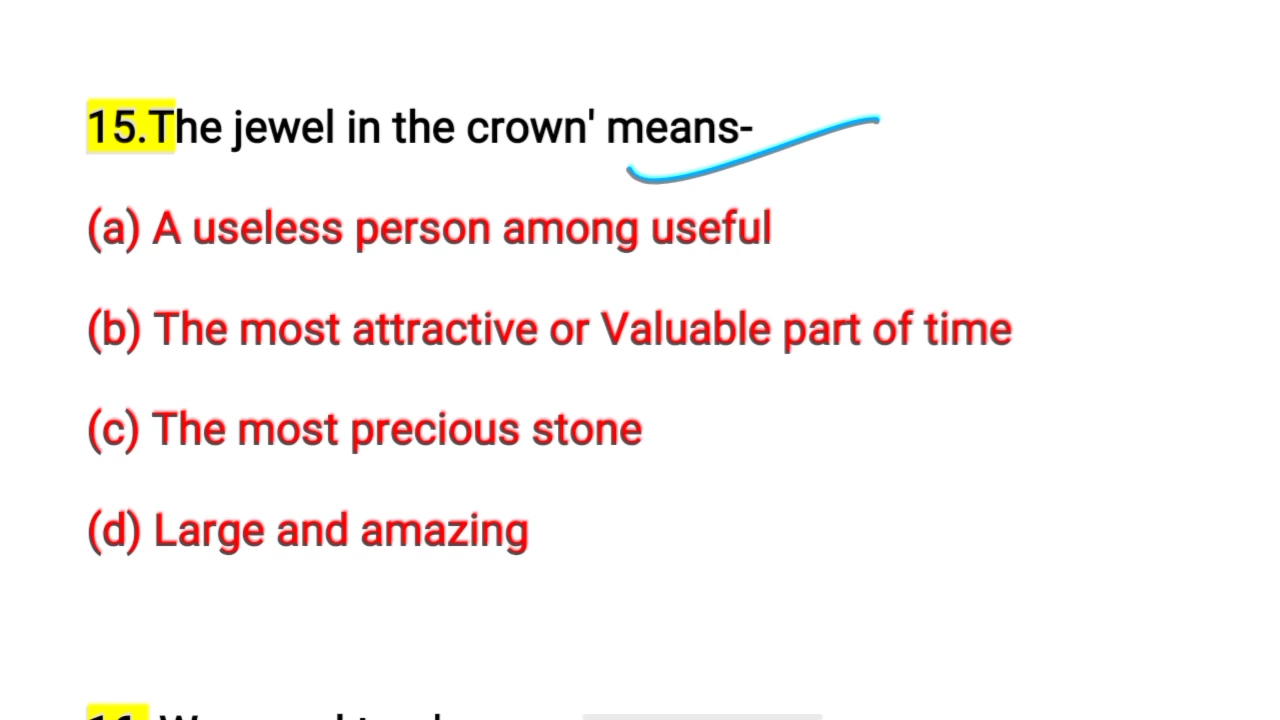 15.The jewel in the crown' means-
(a) A useless person among useful
(b) The most attractive or Valuable part of time
(c) The most precious stone
(d) Large and amazing